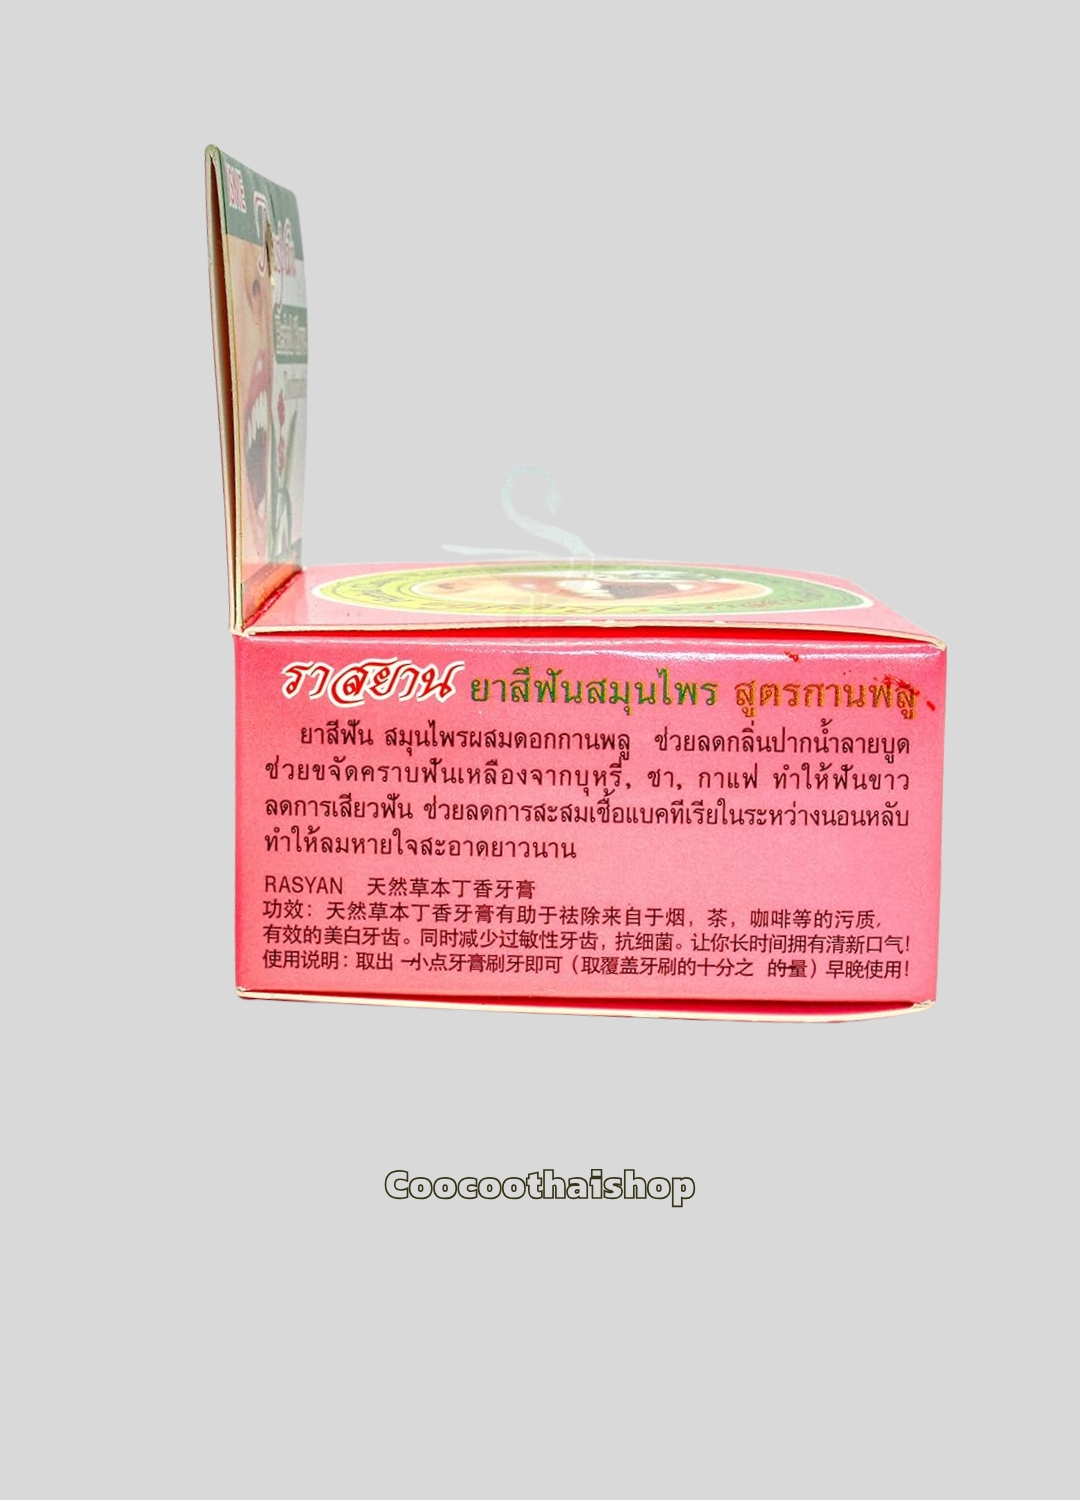 ISME
ราสยาน ยาสีฟันสมุนไพร สูตรกานพลู
ยาสีฟัน สมุนไพรผสมดอกกานพลู ช่วยลดกลิ่นปากน้ำลายบูด
ช่วยขจัดคราบฟันเหลืองจากบุหรี่, ชา, กาแฟ ทำให้ฟันขาว
ลดการเสียวฟัน ช่วยลดการสะสมเชื้อแบคทีเรียในระหว่างนอนหลับ
ทำให้ลมหายใจสะอาดยาวนาน
RASYAN 天然草本丁香牙膏
功效：天然草本丁香牙膏有助于祛除来自于烟，茶，咖啡等的污质，
有效的美白牙齿。同时减少过敏性牙齿，抗细菌。让你长时间拥有清新口气!
使用说明：取出 一小点牙膏刷牙即可（取覆盖牙刷的十分之 的量）早晚使用!
Coocoothaishop